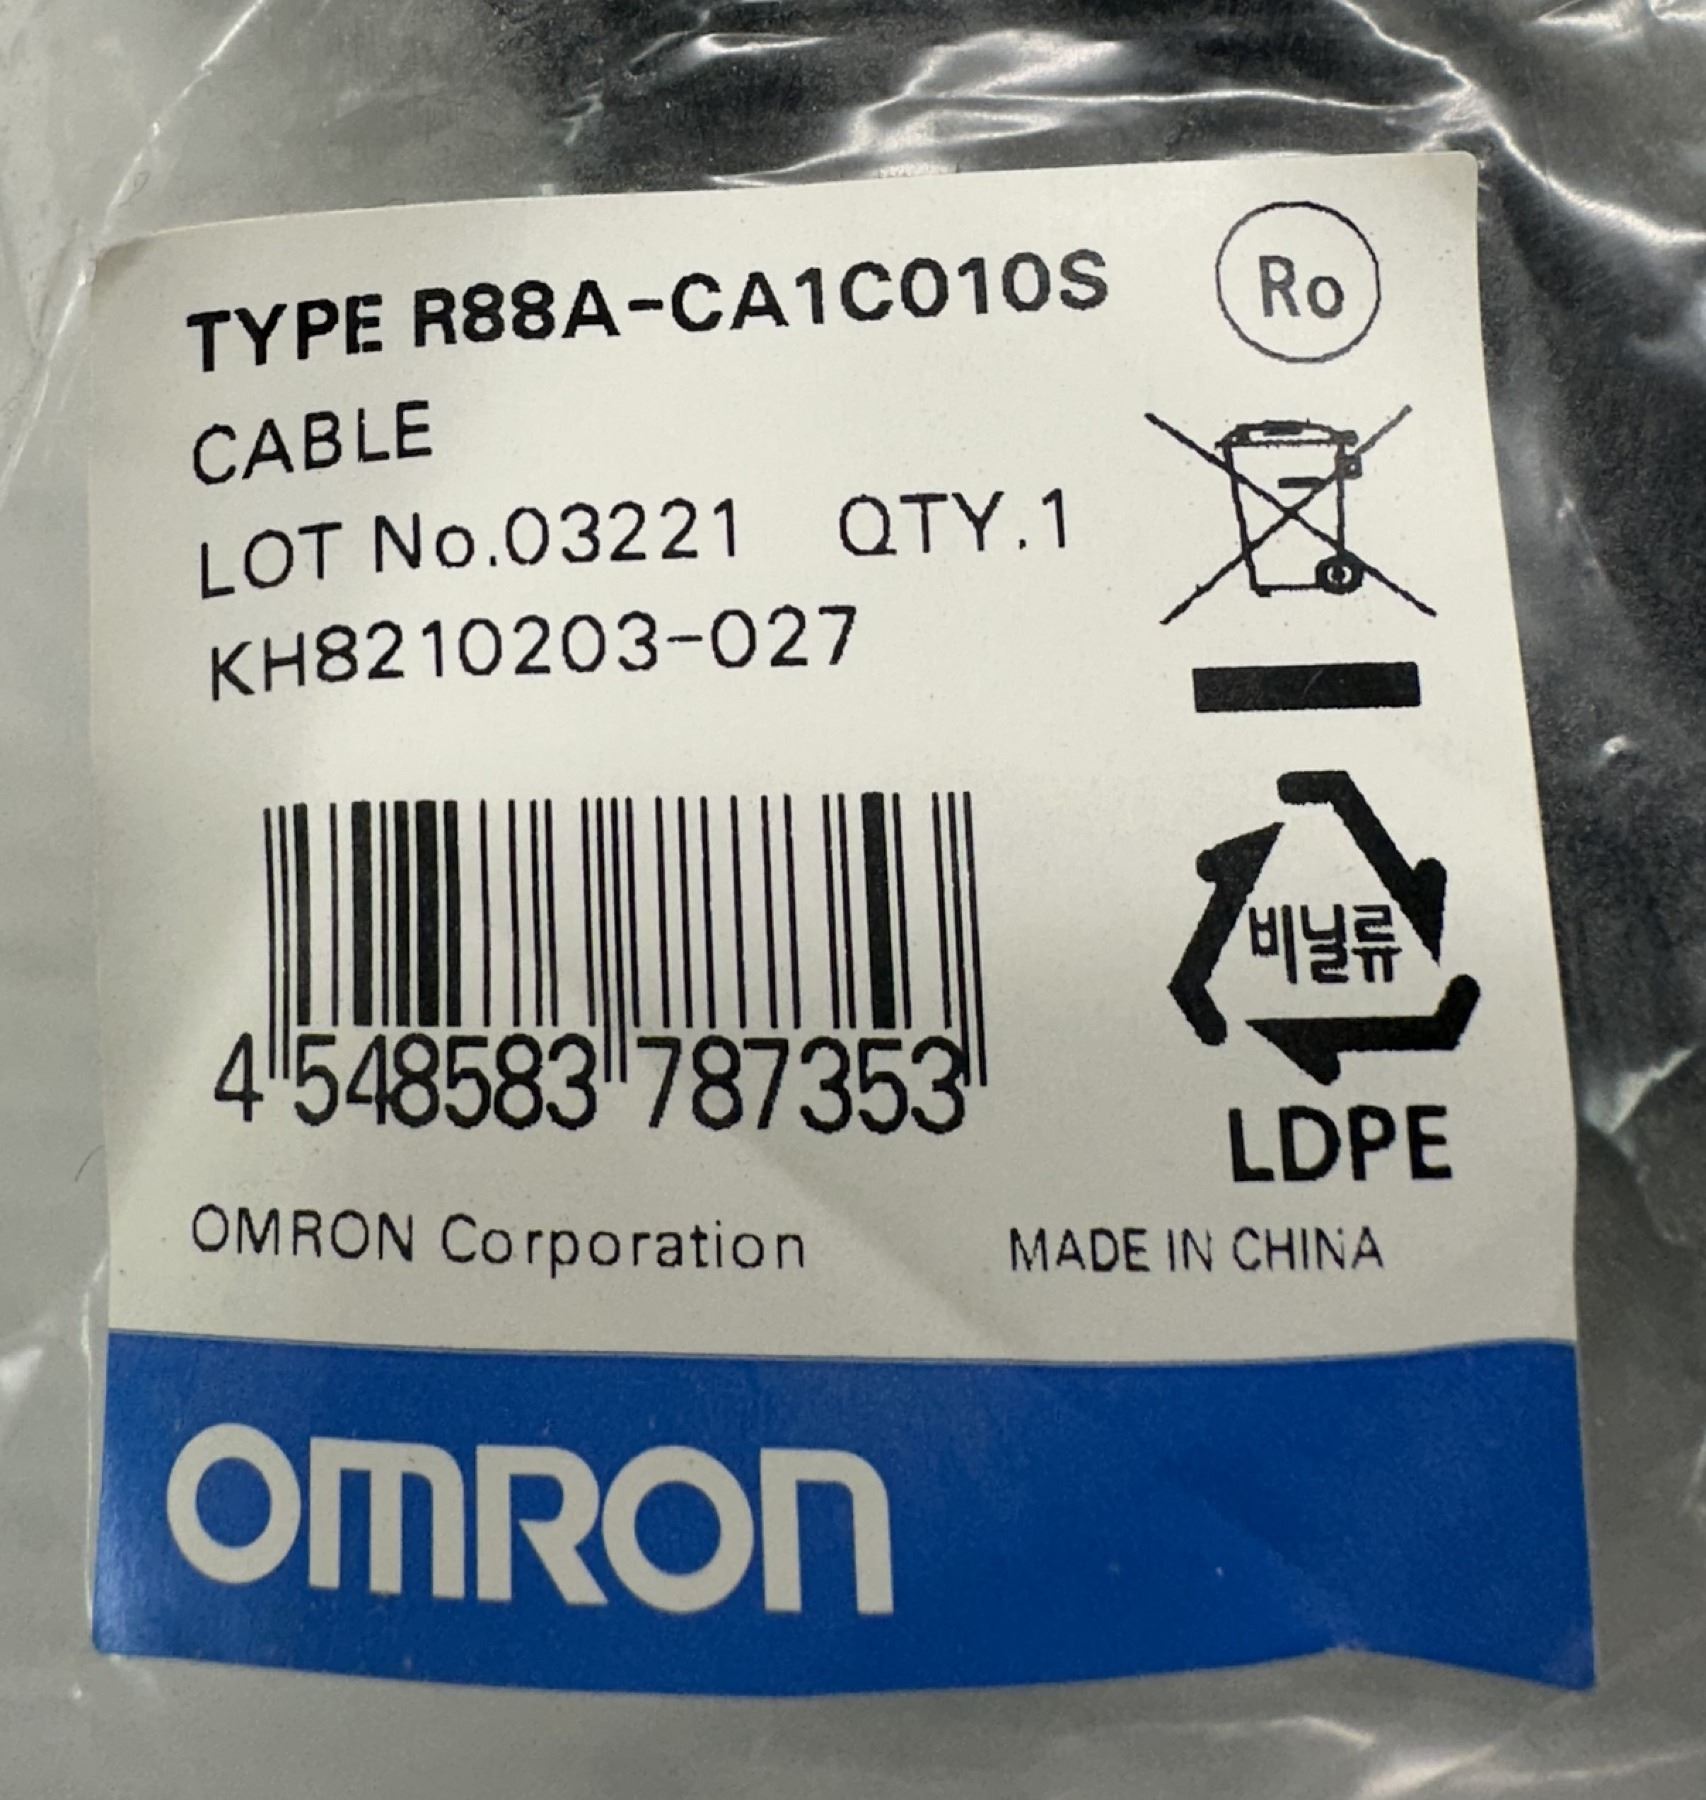 TYPE R88A-CA1C010S
Ro
CABLE
LOT No.03221 QTY.1
KH8210203-027
비닐류
LDPE
4 548583 787353
OMRON Corporation
MADE IN CHINA
OMRON